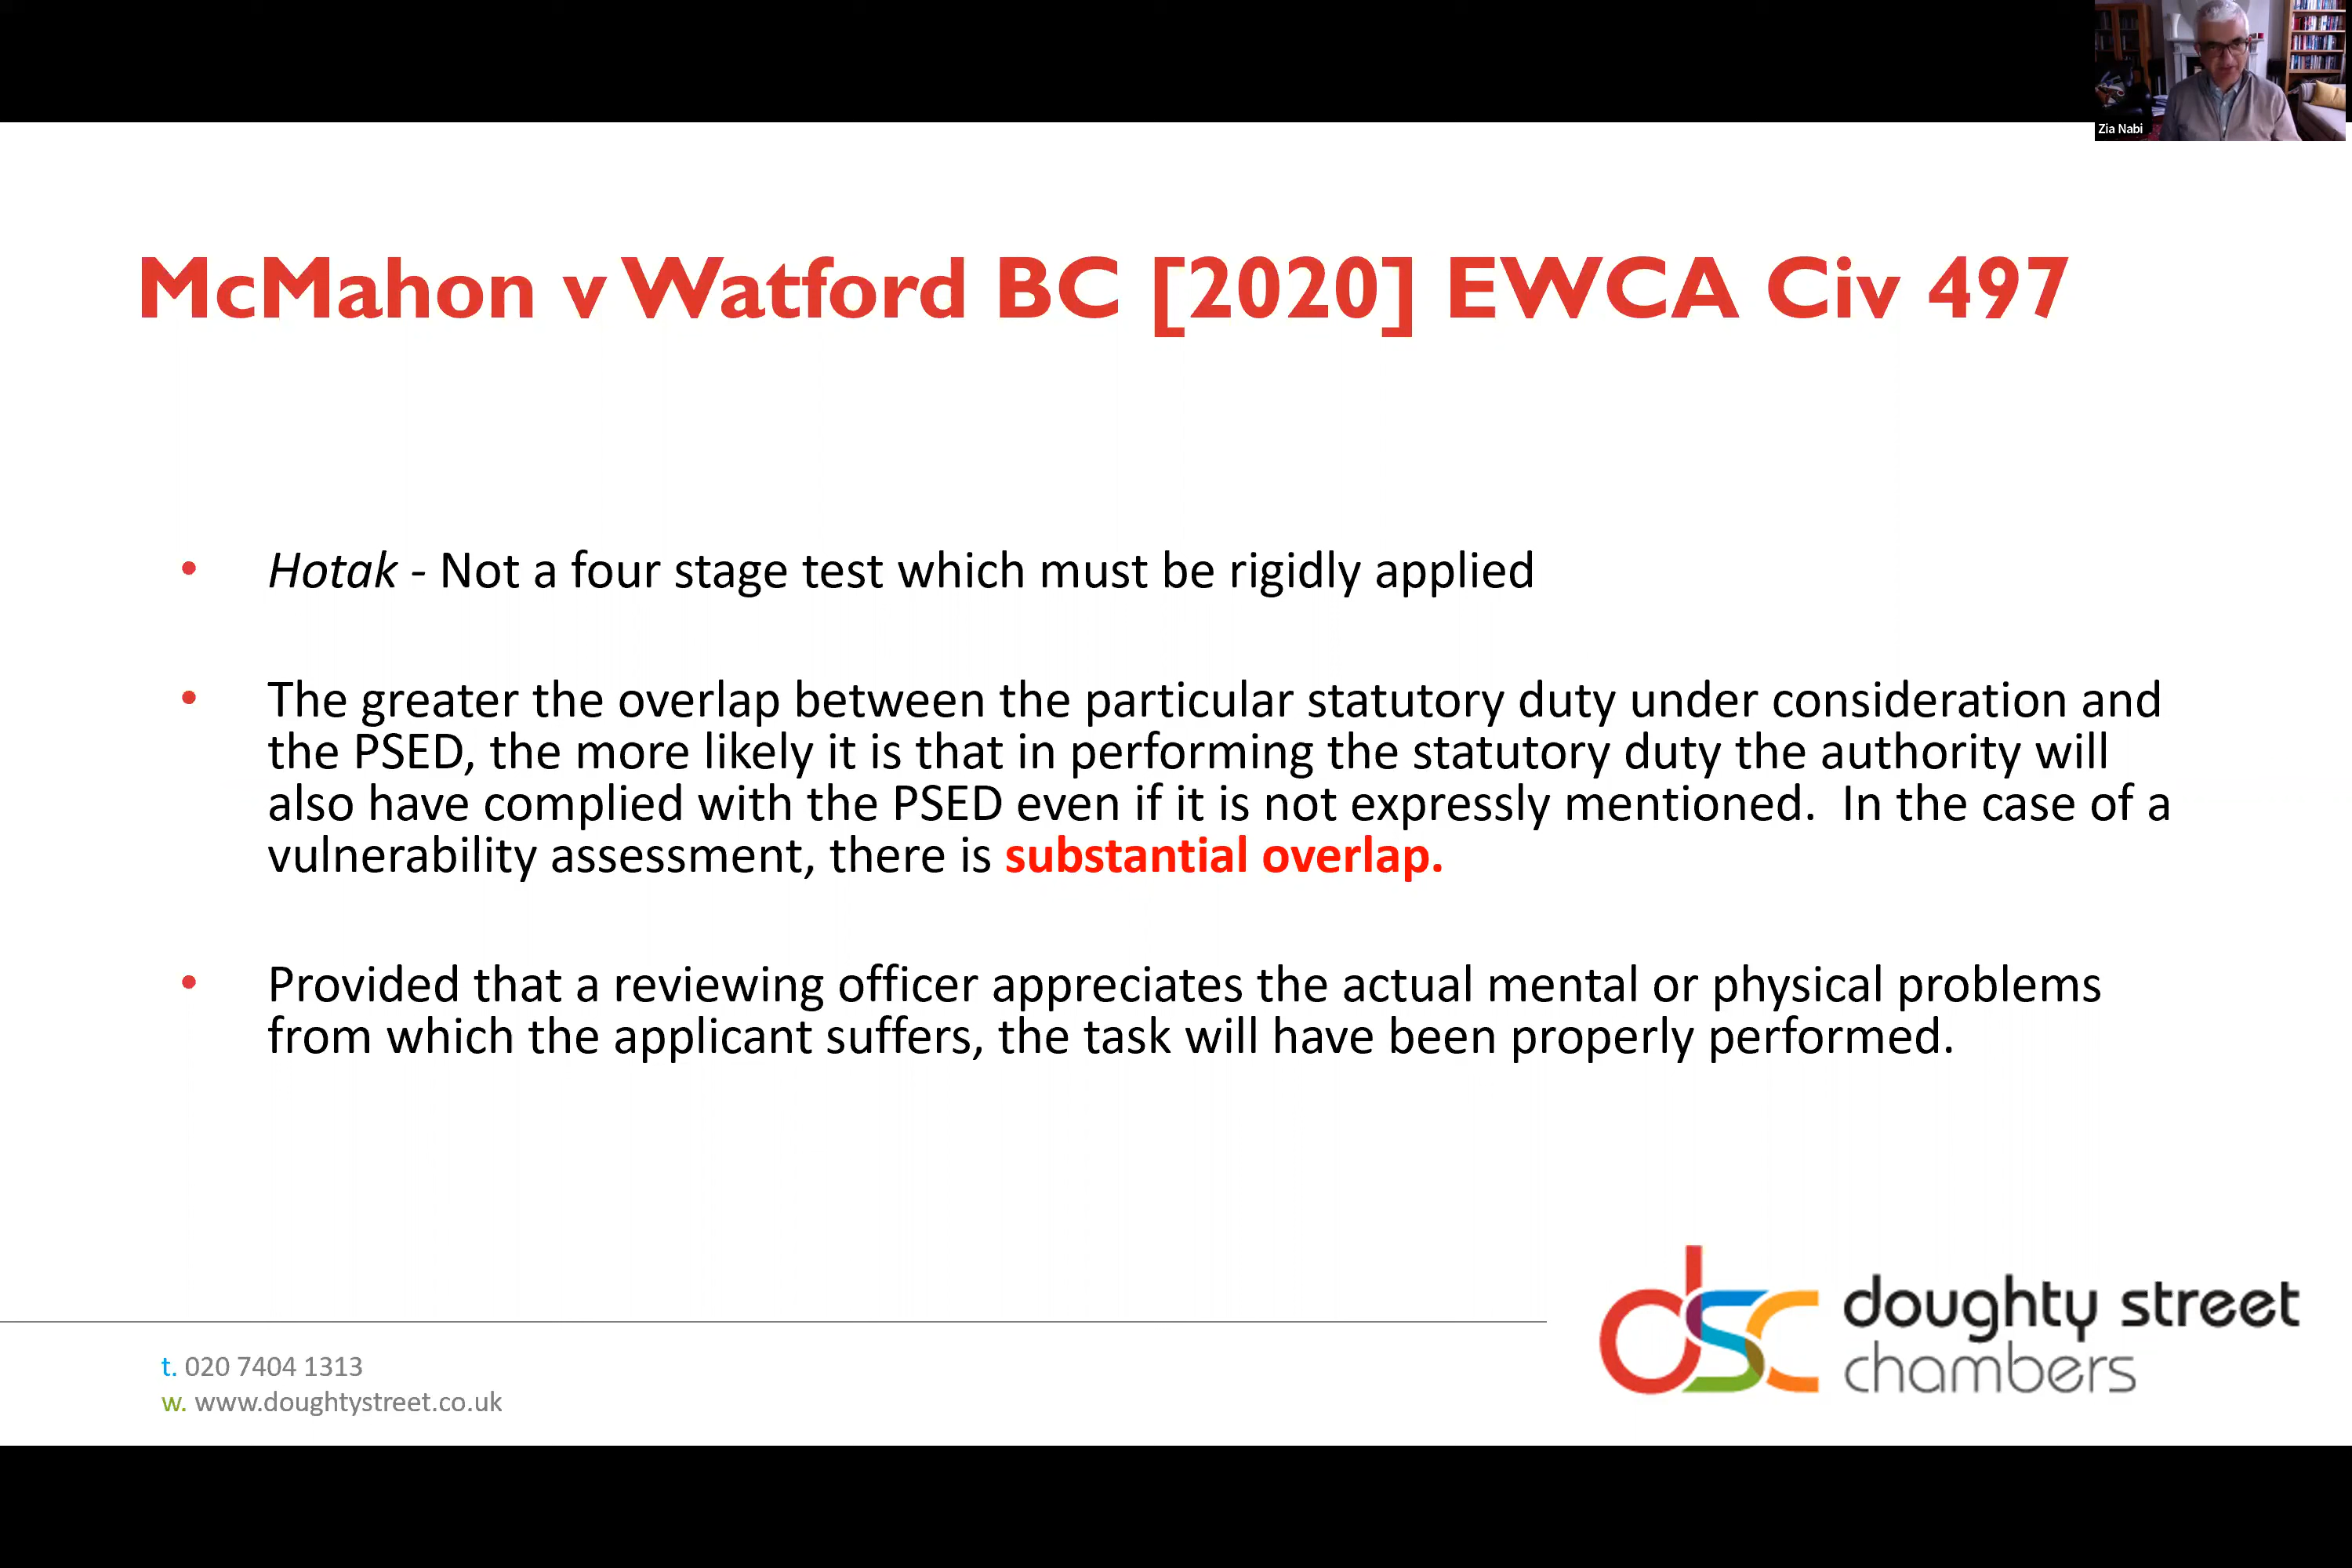 Zia Nabi
McMahon v Watford BC [2020] EWCA Civ 497
• Hotak - Not a four stage test which must be rigidly applied
• The greater the overlap between the particular statutory duty under consideration and
the PSED, the more likely it is that in performing the statutory duty the authority will
also have complied with the PSED even if it is not expressly mentioned.  In the case of a
vulnerability assessment, there is substantial overlap.
• Provided that a reviewing officer appreciates the actual mental or physical problems
from which the applicant suffers, the task will have been properly performed.
t. 020 7404 1313
w. www.doughtystreet.co.uk
dsc
doughty street
chambers